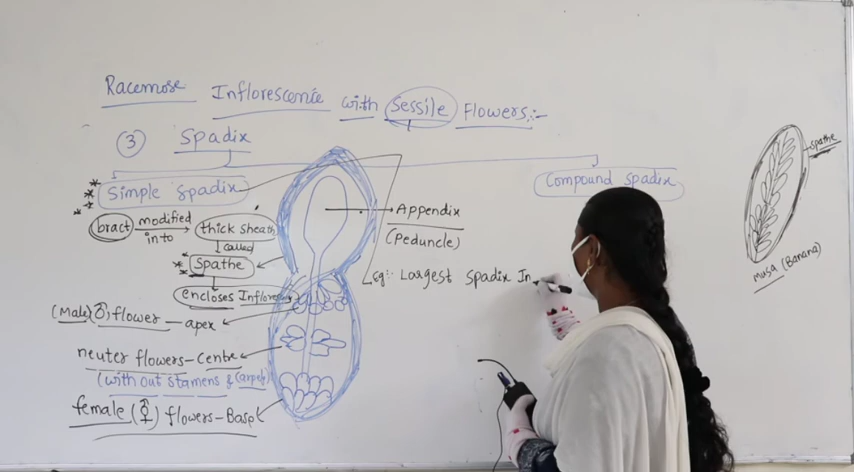 Racemose Inflorescence with Sessile Flowers:-
③ Spadix
Simple Spadix
Compound Spadix
bract modified into thick sheath
called
Spathe
encloses Inflores
(Male)(♂) flower - apex
neuter flowers - Centre
(with out stamens & Carpels)
female (♀) flowers - Base
Appendix
(Peduncle)
eg:- Largest Spadix In
spathe
musa (Banana)